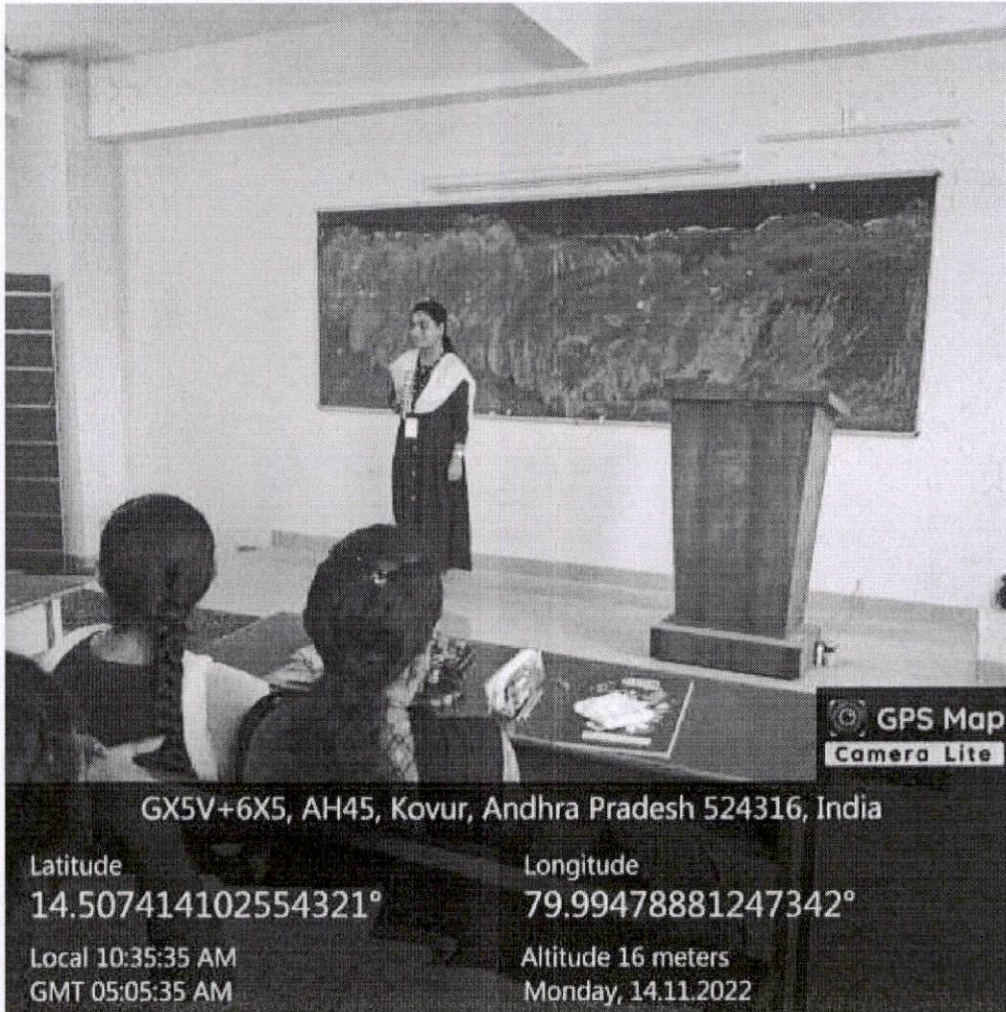 GPS Map
Camera Lite
GX5V+6X5, AH45, Kovur, Andhra Pradesh 524316, India
Latitude
14.507414102554321°
Longitude
79.99478881247342°
Local 10:35:35 AM
GMT 05:05:35 AM
Altitude 16 meters
Monday, 14.11.2022